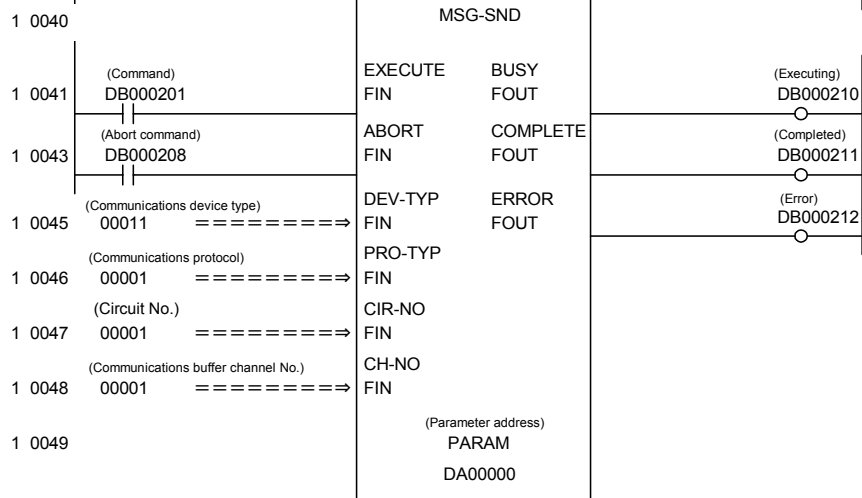 1 0040 MSG-SND
(Command) EXECUTE BUSY (Executing)
1 0041 DB000201 FIN FOUT DB000210
(Abort command) ABORT COMPLETE (Completed)
1 0043 DB000208 FIN FOUT DB000211
(Communications device type) DEV-TYP ERROR (Error)
1 0045 00011 =========⇒ FIN FOUT DB000212
(Communications protocol) PRO-TYP
1 0046 00001 =========⇒ FIN
(Circuit No.) CIR-NO
1 0047 00001 =========⇒ FIN
(Communications buffer channel No.) CH-NO
1 0048 00001 =========⇒ FIN
(Parameter address)
1 0049 PARAM
DA00000